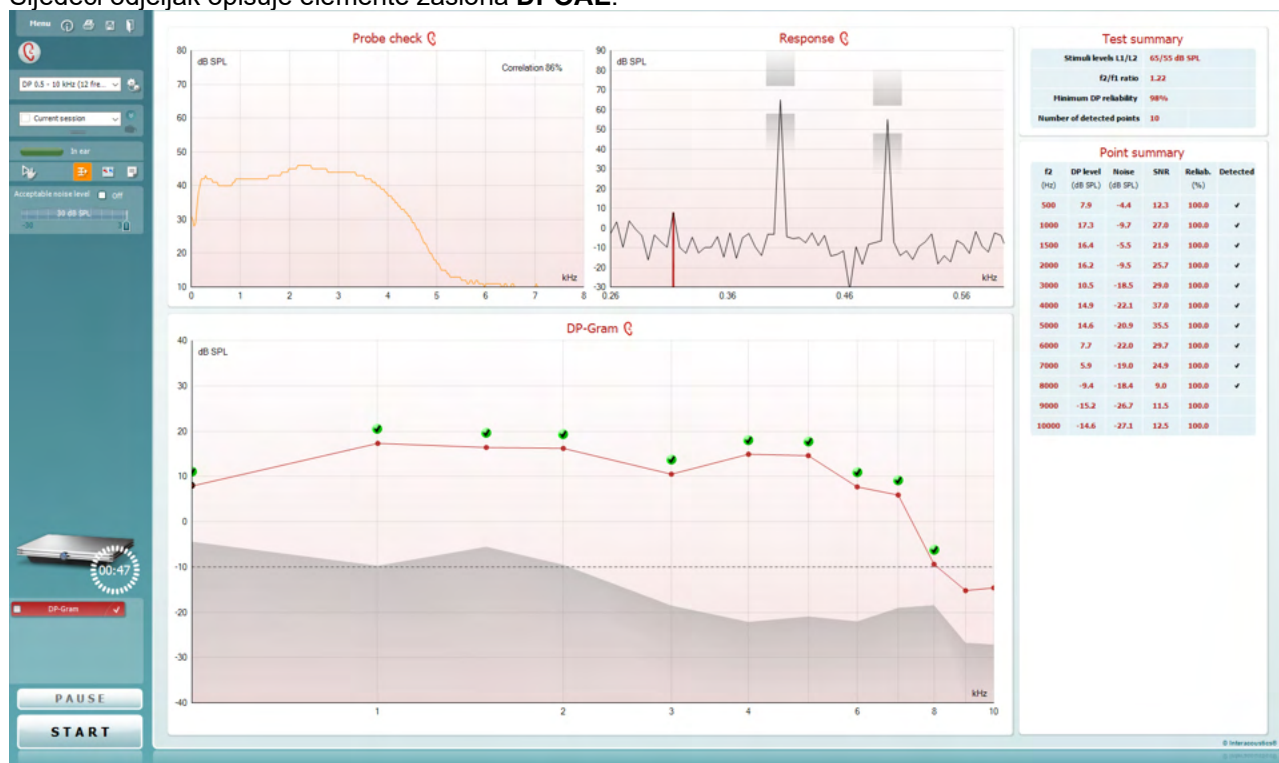 Sljedeći odjeljak opisuje elemente zaslona DPOAE.
Menu
DP 0.5 - 10 kHz (12 fre...
Current session
In ear
Acceptable noise level Off
30 dB SPL
-30
00:47
DP-Gram
PAUSE
START
Probe check
dB SPL
Correlation 86%
80
70
60
50
40
30
20
10
kHz
0 1 2 3 4 5 6 7 8
Response
dB SPL
90
80
70
60
50
40
30
20
10
0
-10
-20
-30
kHz
0.26 0.36 0.46 0.56
DP-Gram
dB SPL
40
30
20
10
0
-10
-20
-30
-40
kHz
1 2 3 4 6 8 10
Test summary
Stimuli levels L1/L2 65/55 dB SPL
f2/f1 ratio 1.22
Minimum DP reliability 98%
Number of detected points 10
Point summary
f2 DP level Noise SNR Reliab. Detected
(Hz) (dB SPL) (dB SPL) (%)
500 7.9 -4.4 12.3 100.0 ✔
1000 17.3 -9.7 27.0 100.0 ✔
1500 16.4 -5.5 21.9 100.0 ✔
2000 16.2 -9.5 25.7 100.0 ✔
3000 10.5 -18.5 29.0 100.0 ✔
4000 14.9 -22.1 37.0 100.0 ✔
5000 14.6 -20.9 35.5 100.0 ✔
6000 7.7 -22.0 29.7 100.0 ✔
7000 5.9 -19.0 24.9 100.0 ✔
8000 -9.4 -18.4 9.0 100.0 ✔
9000 -15.2 -26.7 11.5 100.0
10000 -14.6 -27.1 12.5 100.0
© Interacoustics®